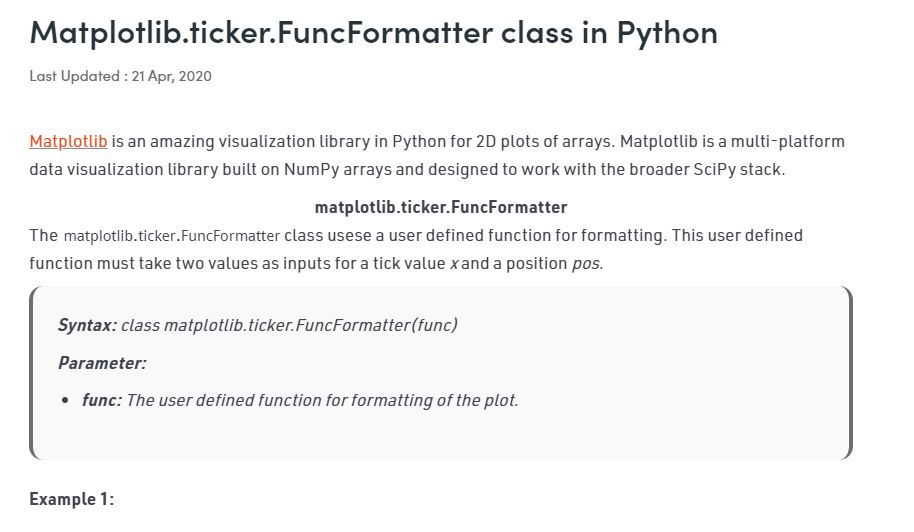 Matplotlib.ticker.FuncFormatter class in Python
Last Updated : 21 Apr, 2020
Matplotlib is an amazing visualization library in Python for 2D plots of arrays. Matplotlib is a multi-platform
data visualization library built on NumPy arrays and designed to work with the broader SciPy stack.
matplotlib.ticker.FuncFormatter
The matplotlib.ticker.FuncFormatter class usese a user defined function for formatting. This user defined
function must take two values as inputs for a tick value x and a position pos.
Syntax: class matplotlib.ticker.FuncFormatter(func)
Parameter:
• func: The user defined function for formatting of the plot.
Example 1: